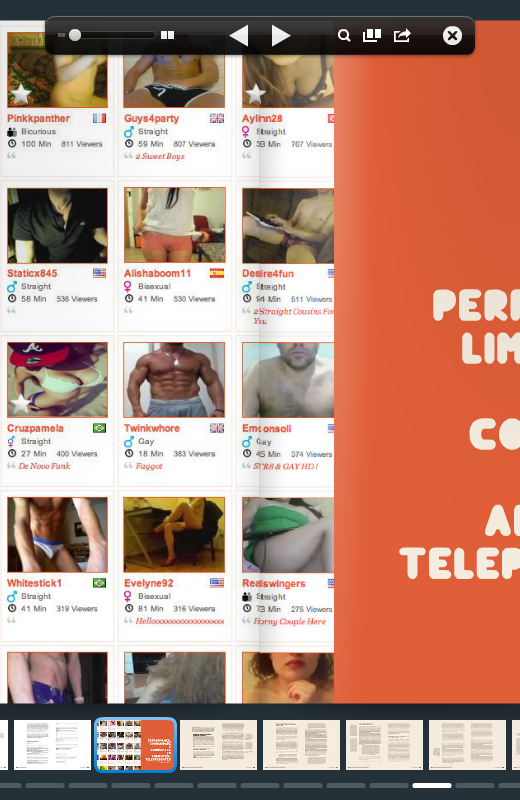 Pinkkpanther
Bicurious
100 Min 811 Viewers
Guys4party
Straight
59 Min 807 Viewers
2 Sweet Boys
Aylinn28
Straight
38 Min 767 Viewers
Staticx845
Straight
58 Min 536 Viewers
Alishaboom11
Bisexual
41 Min 530 Viewers
Desire4fun
Straight
94 Min 511 Viewers
2 Straight Cousins For
You
Cruzpamela
Straight
27 Min 400 Viewers
De Novo Funk
Twinkwhore
Gay
18 Min 383 Viewers
Faggot
Emconsoli
Gay
45 Min 374 Viewers
STR8 & GAY HD !
Whitestick1
Straight
41 Min 319 Viewers
Evelyne92
Bisexual
81 Min 316 Viewers
Realswingers
Straight
73 Min 276 Viewers
Horny Couple Here
PER
LIM
CO
TELEP